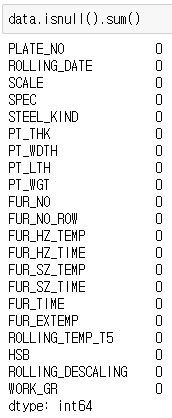 data.isnull().sum()
PLATE_NO 0
ROLLING_DATE 0
SCALE 0
SPEC 0
STEEL_KIND 0
PT_THK 0
PT_WDTH 0
PT_LTH 0
PT_WGT 0
FUR_NO 0
FUR_NO_ROW 0
FUR_HZ_TEMP 0
FUR_HZ_TIME 0
FUR_SZ_TEMP 0
FUR_SZ_TIME 0
FUR_TIME 0
FUR_EXTEMP 0
ROLLING_TEMP_T5 0
HSB 0
ROLLING_DESCALING 0
WORK_GR 0
dtype: int64